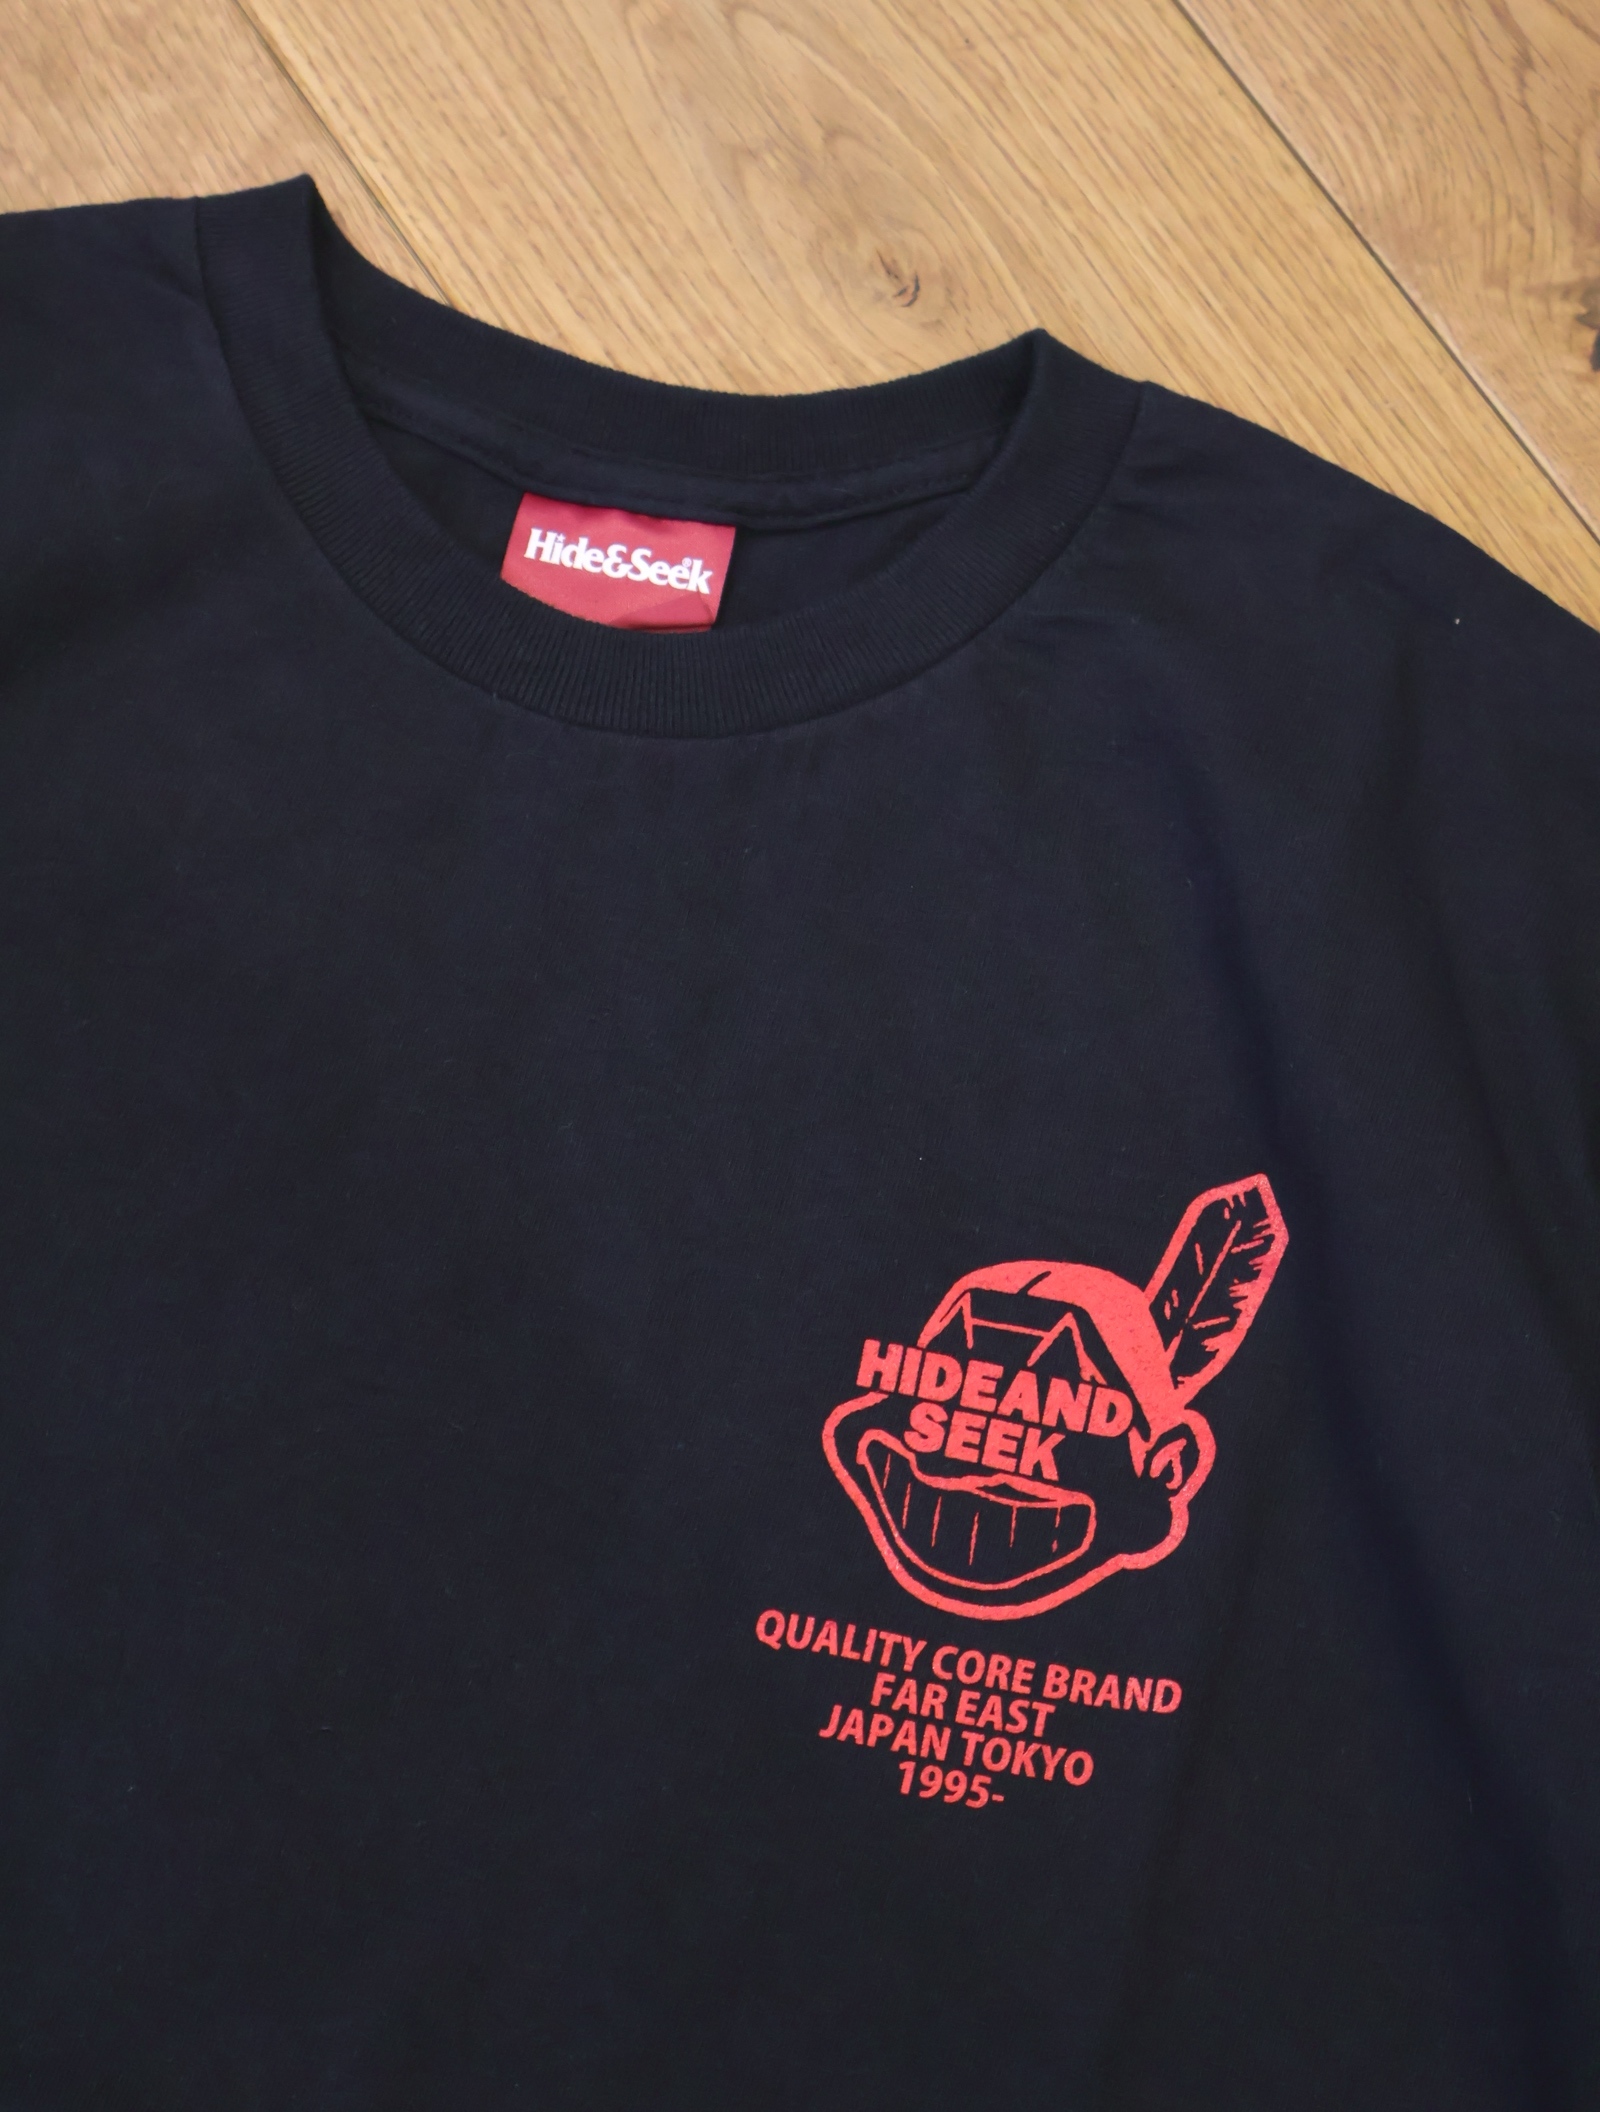 Hide&Seek®
HIDEAND
SEEK
QUALITY CORE BRAND
FAR EAST
JAPAN TOKYO
1995-